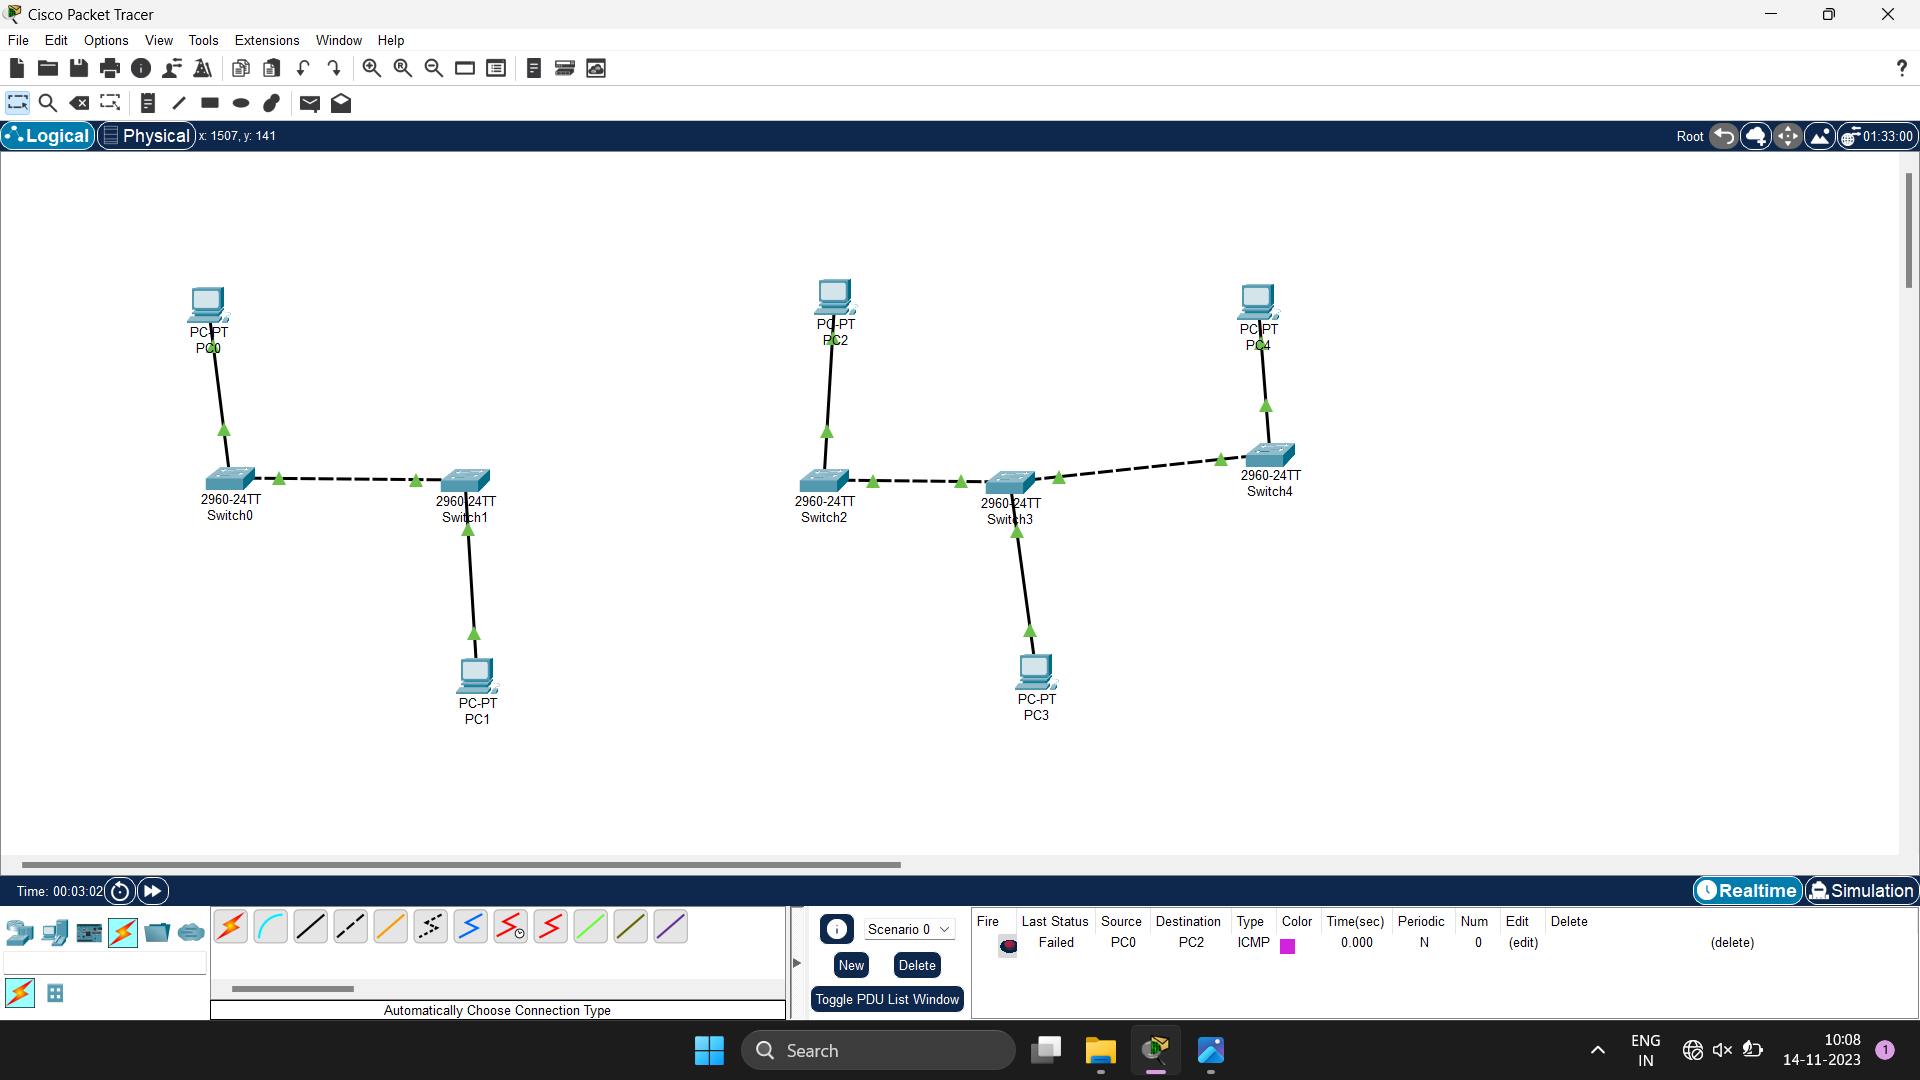 Cisco Packet Tracer
File Edit Options View Tools Extensions Window Help
?
Logical Physical x: 1507, y: 141 Root 01:33:00
PC-PT
PC0
PC-PT
PC2
PC-PT
PC4
2960-24TT
Switch0
2960-24TT
Switch1
2960-24TT
Switch2
2960-24TT
Switch3
2960-24TT
Switch4
PC-PT
PC1
PC-PT
PC3
Time: 00:03:02 Realtime Simulation
Scenario 0
New Delete
Toggle PDU List Window
Fire Last Status Source Destination Type Color Time(sec) Periodic Num Edit Delete
Failed PC0 PC2 ICMP 0.000 N 0 (edit) (delete)
Automatically Choose Connection Type
Search
ENG
IN
10:08
14-11-2023
1